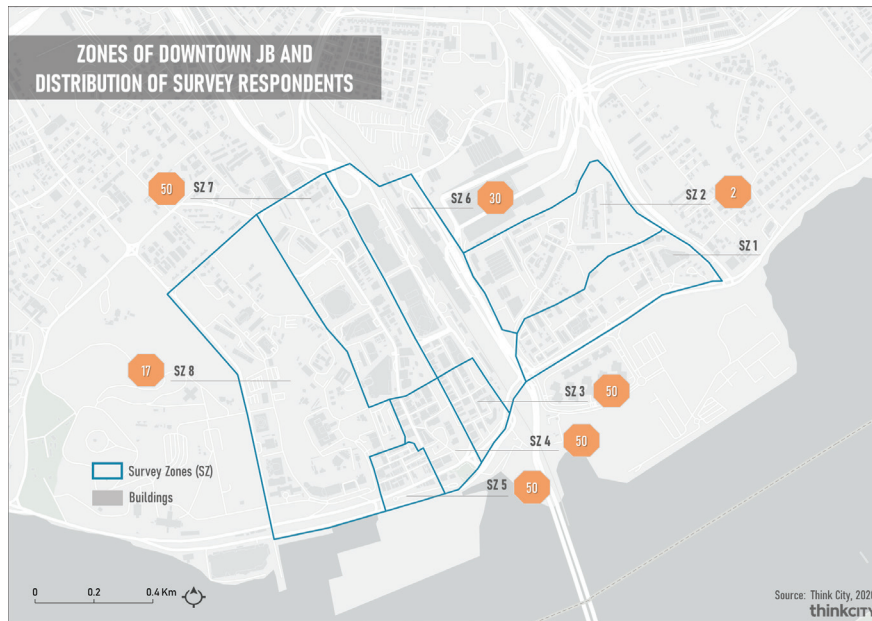 ZONES OF DOWNTOWN JB AND
DISTRIBUTION OF SURVEY RESPONDENTS
50 SZ 7
SZ 6 30
SZ 2 2
SZ 1
17 SZ 8
SZ 3 50
SZ 4 50
SZ 5 50
Survey Zones (SZ)
Buildings
0 0.2 0.4 Km
Source: Think City, 2020
thinkcity